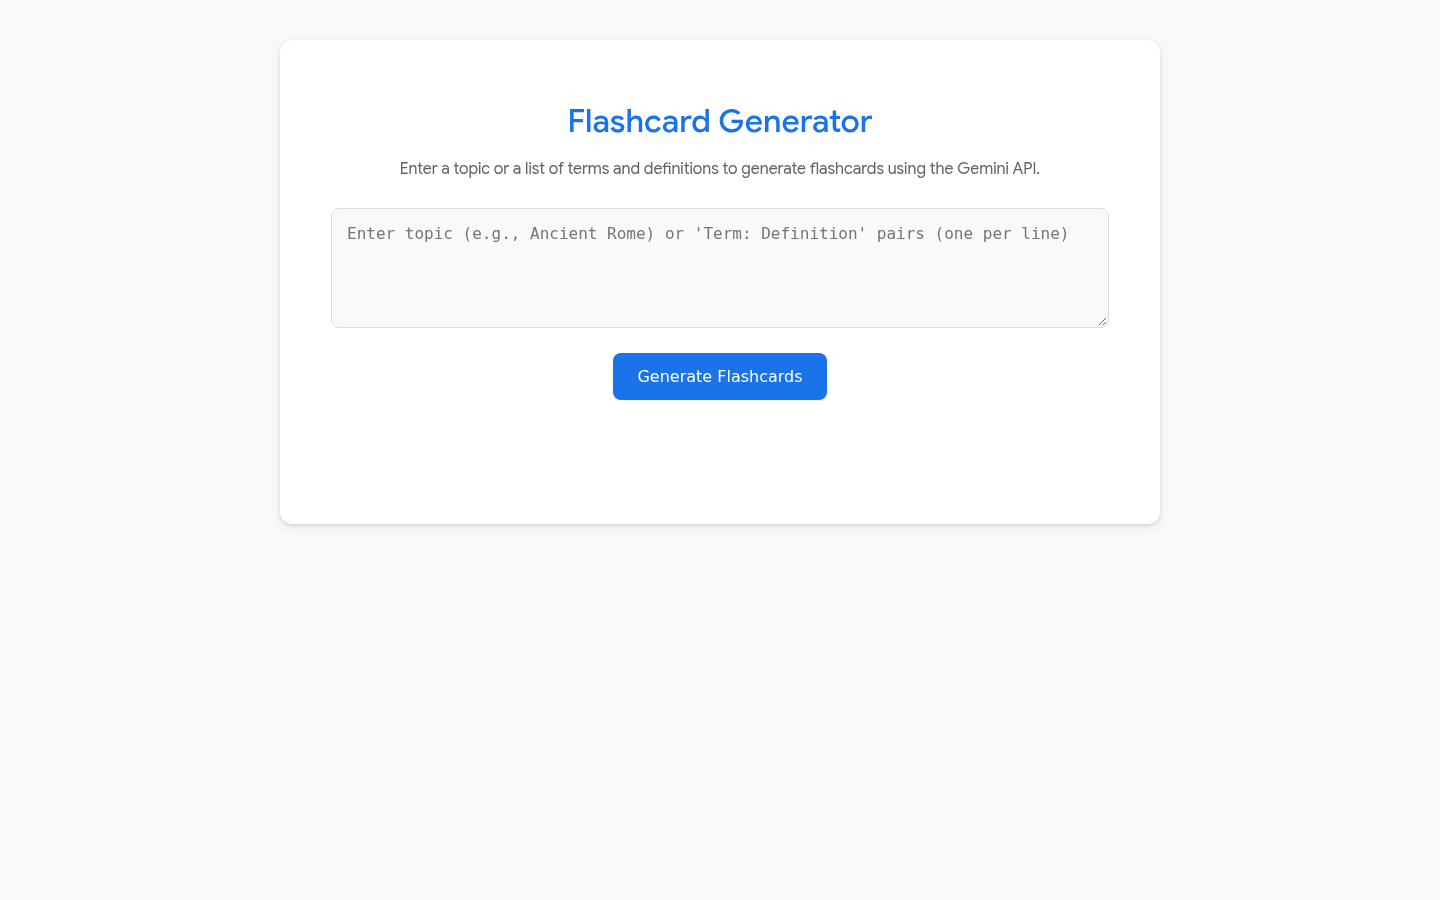 Flashcard Generator
Enter a topic or a list of terms and definitions to generate flashcards using the Gemini API.
Enter topic (e.g., Ancient Rome) or 'Term: Definition' pairs (one per line)
Generate Flashcards